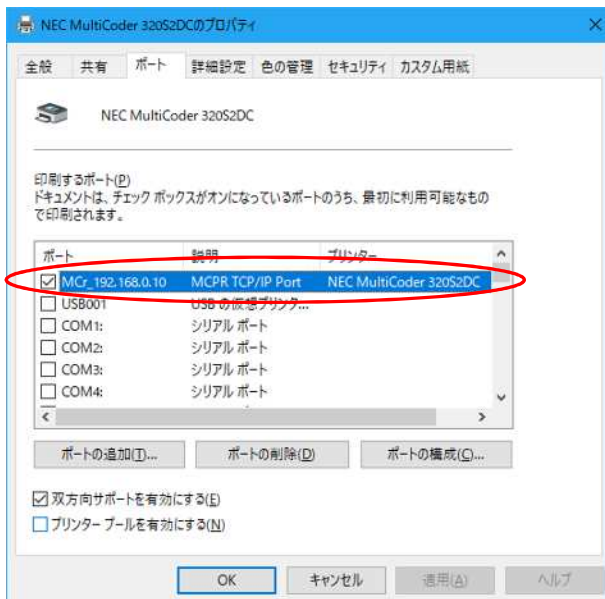 NEC MultiCoder 320S2DCのプロパティ
全般 共有 ポート 詳細設定 色の管理 セキュリティ カスタム用紙
NEC MultiCoder 320S2DC
印刷するポート(P)
ドキュメントは、チェック ボックスがオンになっているポートのうち、最初に利用可能なもの
で印刷されます。
ポート 説明 プリンター
MCr_192.168.0.10 MCPR TCP/IP Port NEC MultiCoder 320S2DC
USB001 USB の仮想プリンク...
COM1: シリアル ポート
COM2: シリアル ポート
COM3: シリアル ポート
COM4: シリアル ポート
ポートの追加(T)... ポートの削除(D) ポートの構成(C)...
双方向サポートを有効にする(E)
プリンター プールを有効にする(N)
OK キャンセル 適用(A) ヘルプ